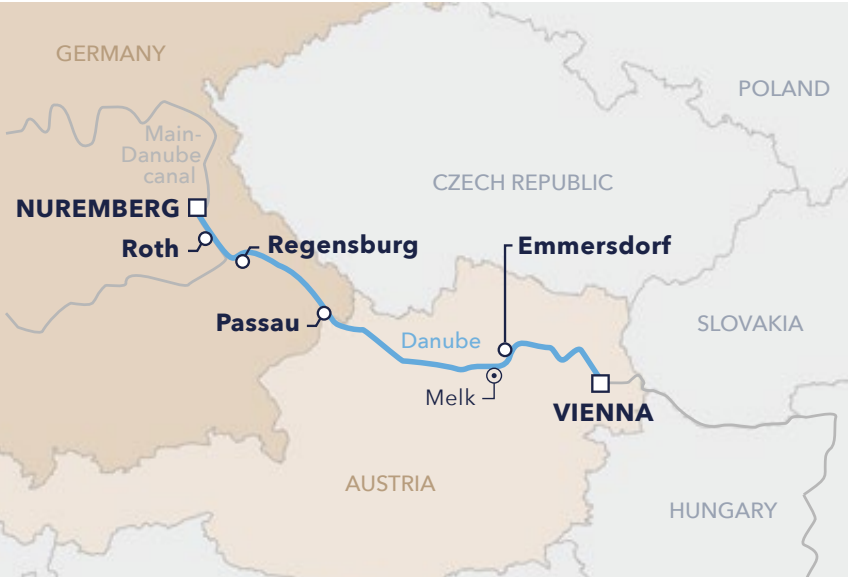 GERMANY
POLAND
Main-
Danube
canal
CZECH REPUBLIC
NUREMBERG
Roth
Regensburg
Emmersdorf
Passau
SLOVAKIA
Danube
Melk
VIENNA
AUSTRIA
HUNGARY